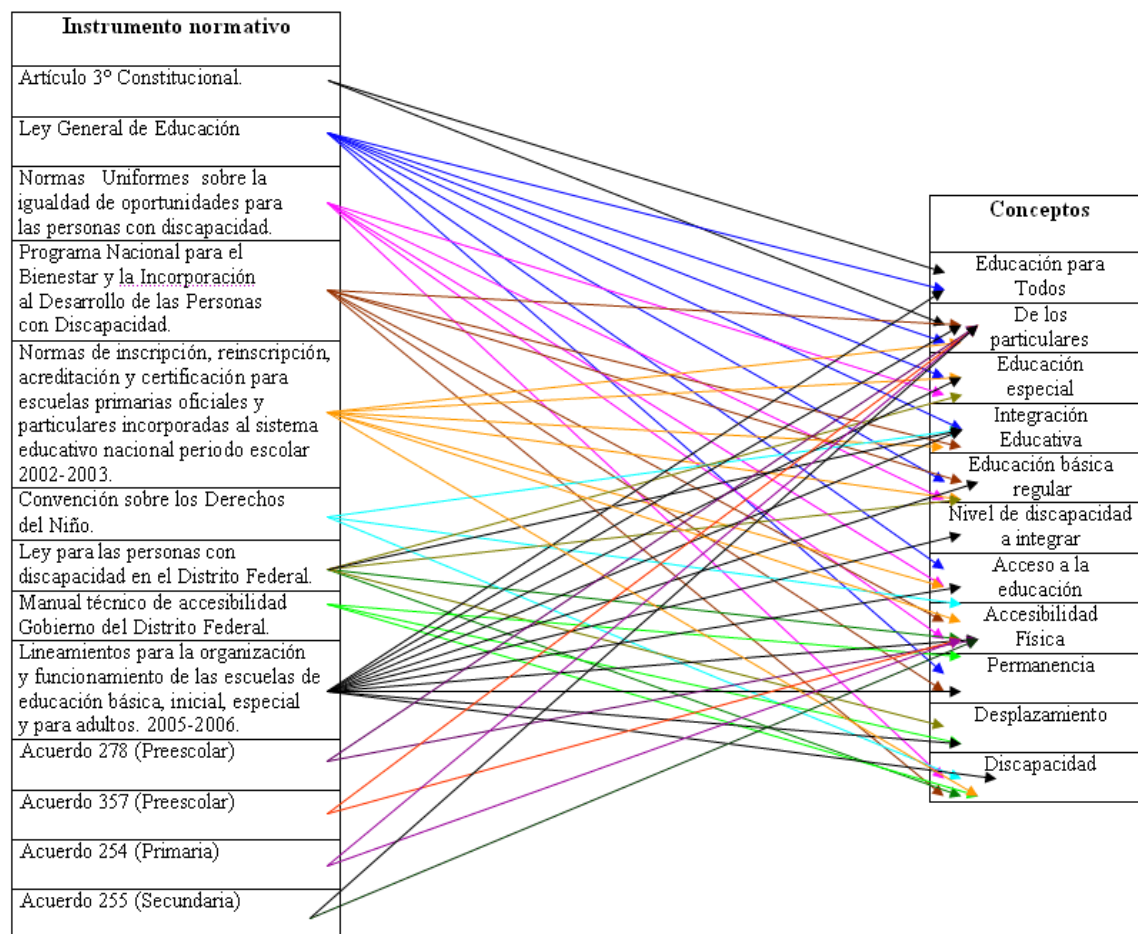 Instrumento normativo
Artículo 3º Constitucional.
Ley General de Educación
Normas Uniformes sobre la
igualdad de oportunidades para
las personas con discapacidad.
Programa Nacional para el
Bienestar y la Incorporación
al Desarrollo de las Personas
con Discapacidad.
Normas de inscripción, reinscripción,
acreditación y certificación para
escuelas primarias oficiales y
particulares incorporadas al sistema
educativo nacional periodo escolar
2002-2003.
Convención sobre los Derechos
del Niño.
Ley para las personas con
discapacidad en el Distrito Federal.
Manual técnico de accesibilidad
Gobierno del Distrito Federal.
Lineamientos para la organización
y funcionamiento de las escuelas de
educación básica, inicial, especial
y para adultos. 2005-2006.
Acuerdo 278 (Preescolar)
Acuerdo 357 (Preescolar)
Acuerdo 254 (Primaria)
Acuerdo 255 (Secundaria)
Conceptos
Educación para
Todos
De los
particulares
Educación
especial
Integración
Educativa
Educación básica
regular
Nivel de discapacidad
a integrar
Acceso a la
educación
Accesibilidad
Física
Permanencia
Desplazamiento
Discapacidad